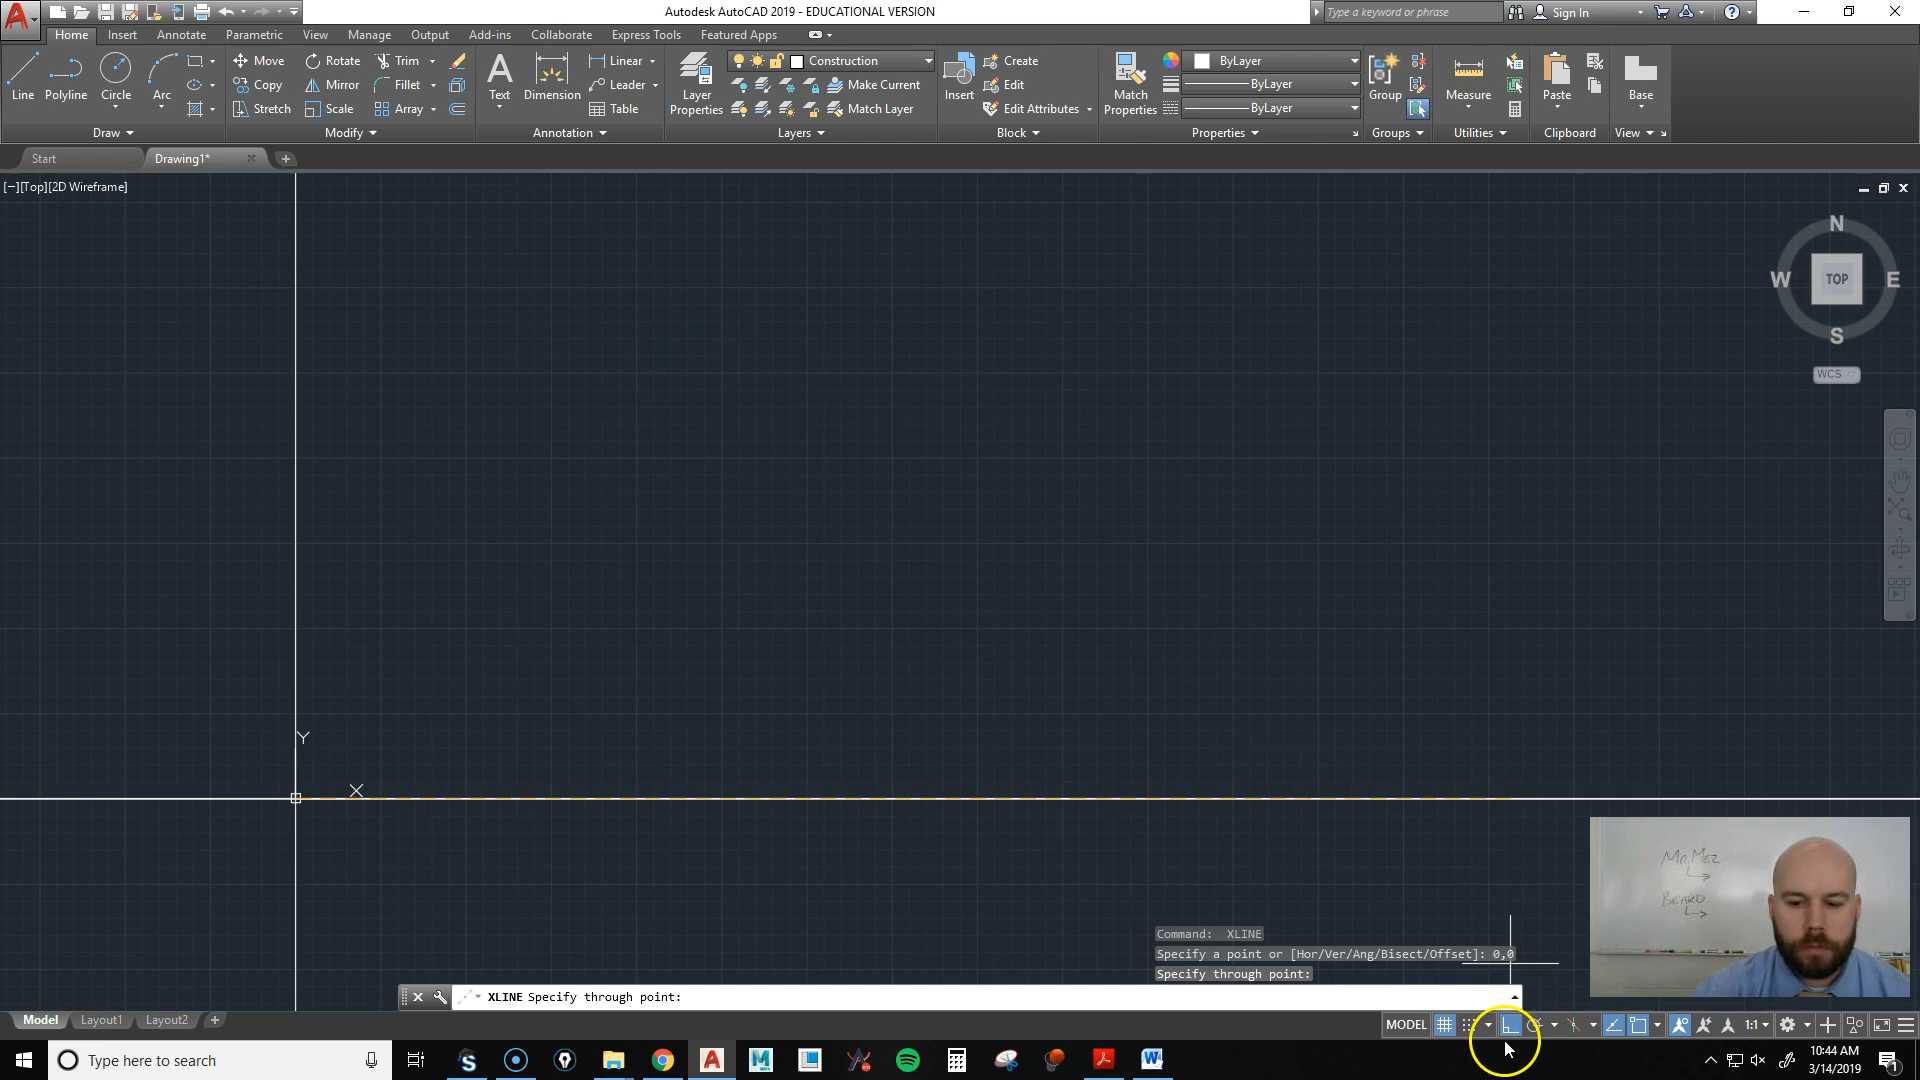 Autodesk AutoCAD 2019 - EDUCATIONAL VERSION
Type a keyword or phrase
Sign In
Home Insert Annotate Parametric View Manage Output Add-ins Collaborate Express Tools Featured Apps
Line
Polyline
Circle
Arc
Draw
Move Rotate Trim
Copy Mirror Fillet
Stretch Scale Array
Modify
Text
Dimension
Linear
Leader
Table
Annotation
Layer Properties
Construction
Make Current
Match Layer
Layers
Insert
Create
Edit
Edit Attributes
Block
Match Properties
ByLayer
ByLayer
ByLayer
Properties
Group
Groups
Measure
Utilities
Paste
Clipboard
Base
View
Start
Drawing1*
[−][Top][2D Wireframe]
N
W TOP E
S
WCS
Y
X
Mr. Mez
BEARD
Command: XLINE
Specify a point or [Hor/Ver/Ang/Bisect/Offset]: 0,0
Specify through point:
XLINE Specify through point:
Model Layout1 Layout2
MODEL
1:1
Type here to search
10:44 AM
3/14/2019
1